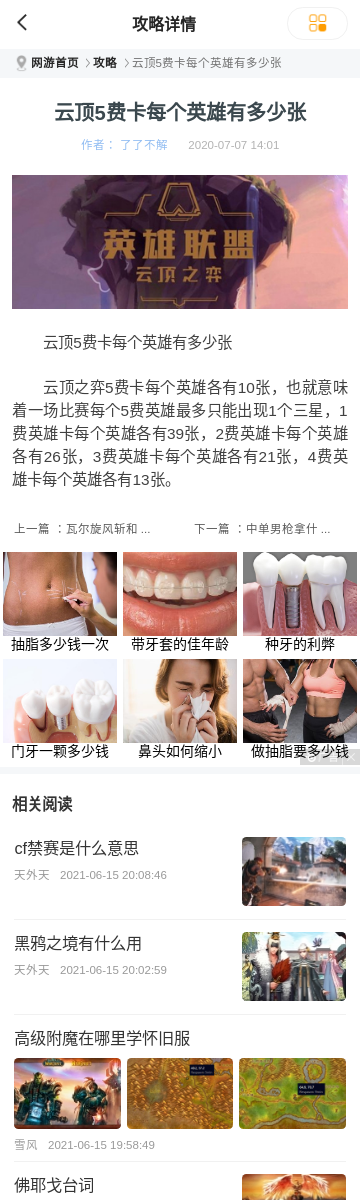 攻略详情
网游首页 > 攻略 > 云顶5费卡每个英雄有多少张
云顶5费卡每个英雄有多少张
作者： 了了不解 2020-07-07 14:01
英雄联盟
云顶之弈
云顶5费卡每个英雄有多少张
云顶之弈5费卡每个英雄各有10张，也就意味
着一场比赛每个5费英雄最多只能出现1个三星，1
费英雄卡每个英雄各有39张，2费英雄卡每个英雄
各有26张，3费英雄卡每个英雄各有21张，4费英
雄卡每个英雄各有13张。
上一篇 ：瓦尔旋风斩和 ... 下一篇 ：中单男枪拿什 ...
抽脂多少钱一次 带牙套的佳年龄 种牙的利弊
门牙一颗多少钱 鼻头如何缩小 做抽脂要多少钱
相关阅读
cf禁赛是什么意思
天外天 2021-06-15 20:08:46
黑鸦之境有什么用
天外天 2021-06-15 20:02:59
高级附魔在哪里学怀旧服
雪风 2021-06-15 19:58:49
佛耶戈台词